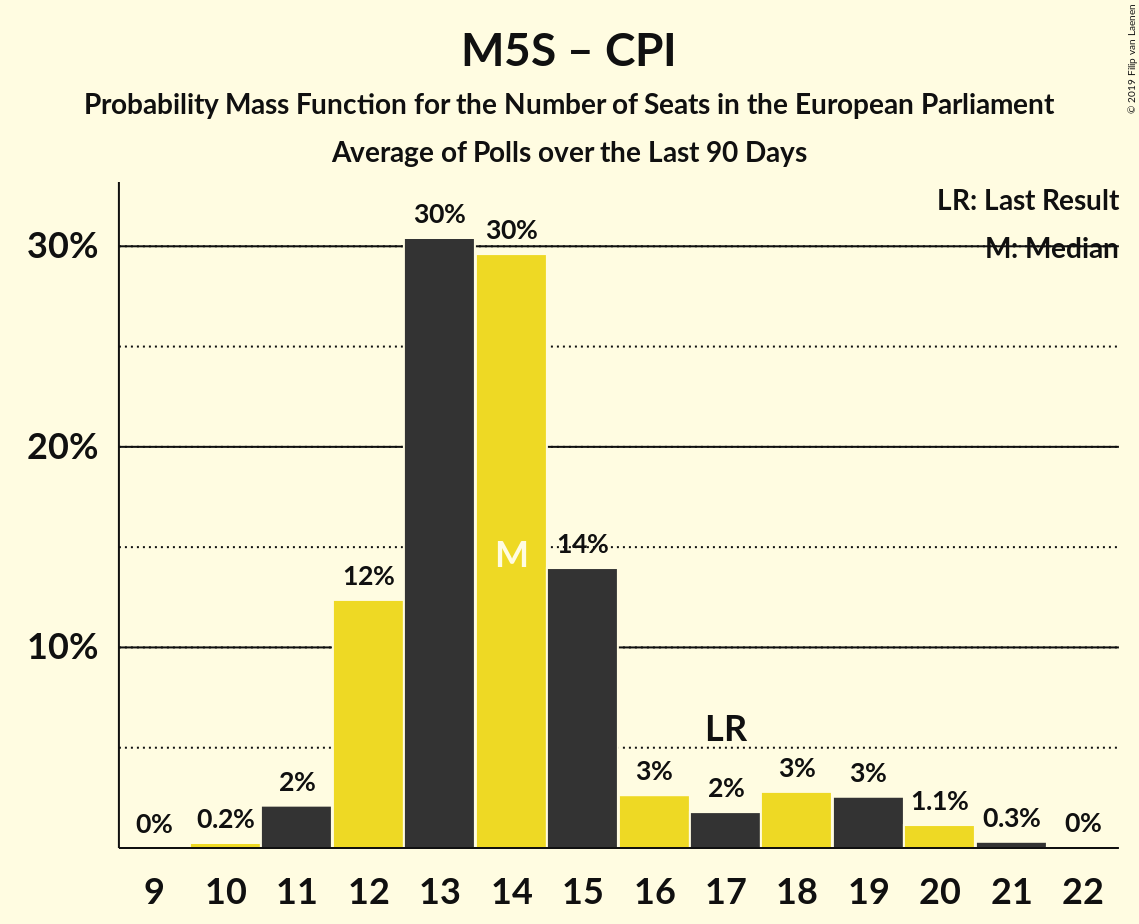 M5S – CPI
Probability Mass Function for the Number of Seats in the European Parliament
Average of Polls over the Last 90 Days
© 2019 Filip van Laenen
LR: Last Result
M: Median
30%
20%
10%
0%
0.2%
2%
12%
30%
30%
14%
3%
2%
3%
3%
1.1%
0.3%
0%
M
LR
9 10 11 12 13 14 15 16 17 18 19 20 21 22